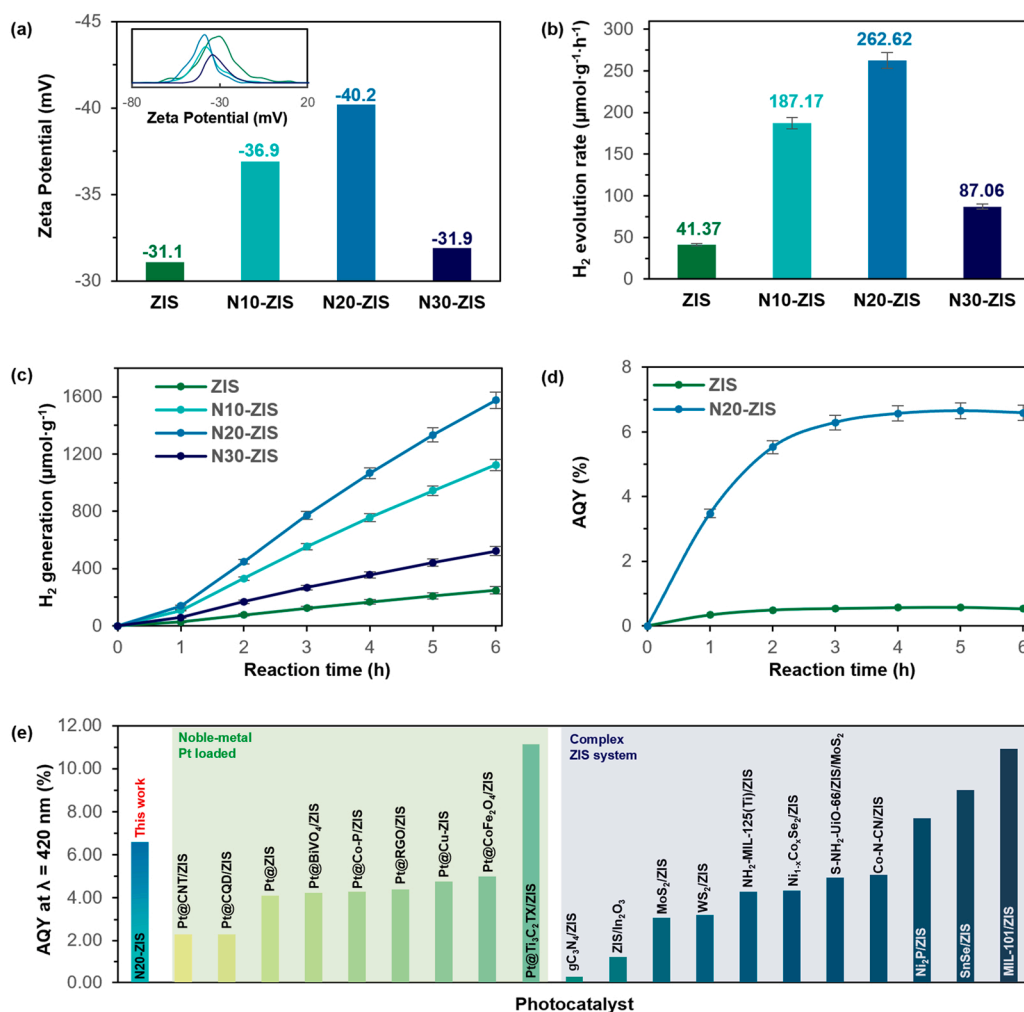 (a)
Zeta Potential (mV)
-45
-40
-35
-30
-80
-30
20
Zeta Potential (mV)
-31.1
-36.9
-40.2
-31.9
ZIS
N10-ZIS
N20-ZIS
N30-ZIS
(b)
H₂ evolution rate (μmol·g⁻¹·h⁻¹)
300
250
200
150
100
50
0
41.37
187.17
262.62
87.06
ZIS
N10-ZIS
N20-ZIS
N30-ZIS
(c)
H₂ generation (μmol·g⁻¹)
1600
1200
800
400
0
ZIS
N10-ZIS
N20-ZIS
N30-ZIS
0 1 2 3 4 5 6
Reaction time (h)
(d)
AQY (%)
8
6
4
2
0
ZIS
N20-ZIS
0 1 2 3 4 5 6
Reaction time (h)
(e)
AQY at λ = 420 nm (%)
12.00
10.00
8.00
6.00
4.00
2.00
0.00
Noble-metal
Pt loaded
Complex
ZIS system
This work
N20-ZIS
Pt@CNT/ZIS
Pt@CQD/ZIS
Pt@ZIS
Pt@BiVO₄/ZIS
Pt@Co-P/ZIS
Pt@RGO/ZIS
Pt@Cu-ZIS
Pt@CoFe₂O₄/ZIS
Pt@Ti₃C₂TX/ZIS
gC₃N₄/ZIS
ZIS/In₂O₃
MoS₂/ZIS
WS₂/ZIS
NH₂-MIL-125(Ti)/ZIS
Ni₁₋ₓCoₓSe₂/ZIS
S-NH₂-UiO-66/ZIS/MoS₂
Co-N-CN/ZIS
Ni₂P/ZIS
SnSe/ZIS
MIL-101/ZIS
Photocatalyst